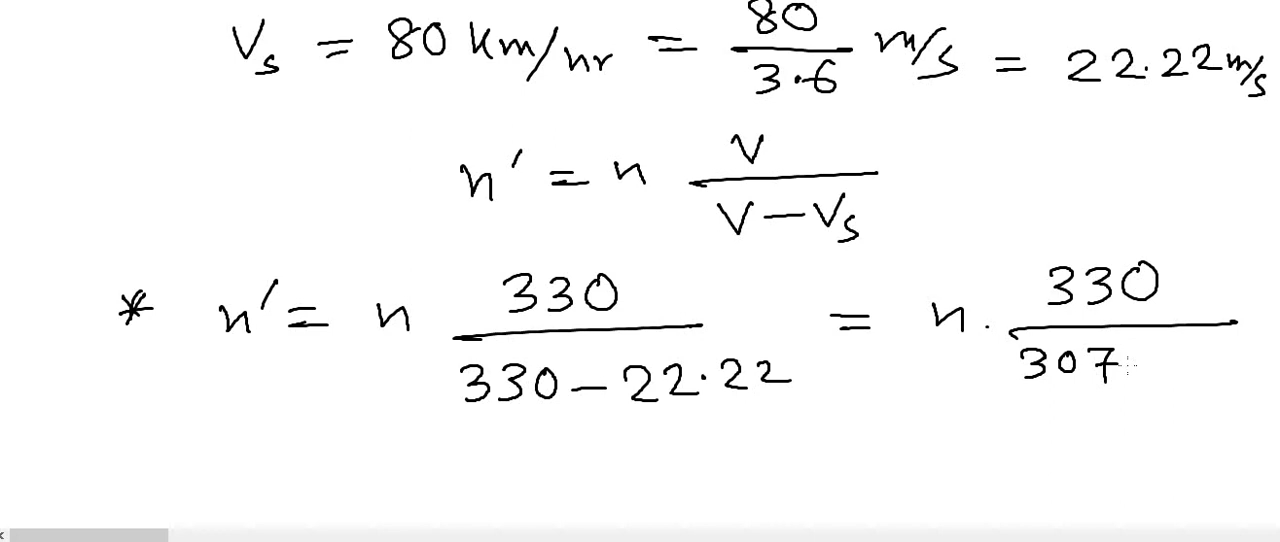 Vs = 80 km/hr = 80/3.6 m/s = 22.22 m/s
n' = n V/(V-Vs)
* n' = n 330/(330-22.22) = n. 330/307